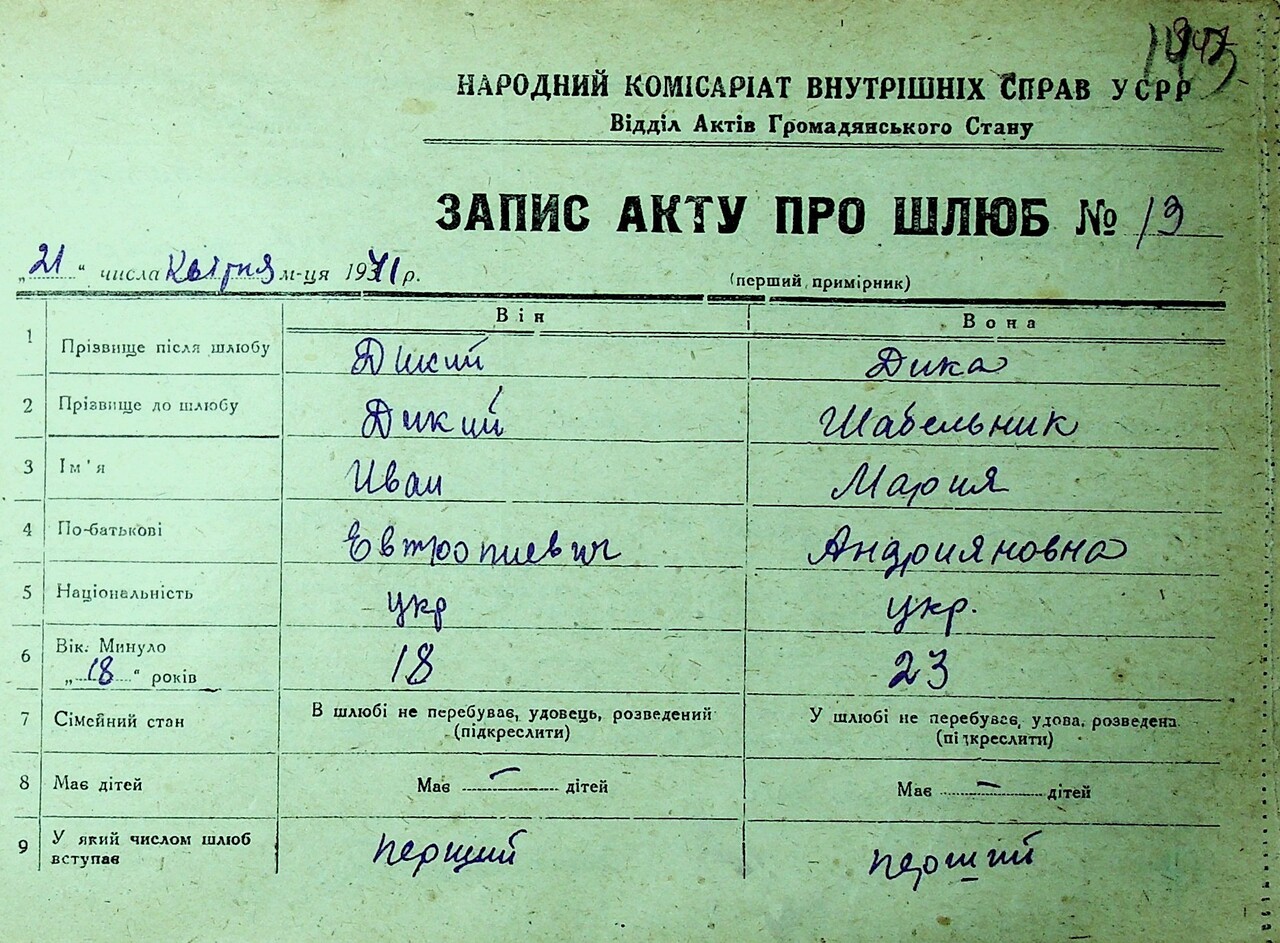 НАРОДНИЙ КОМІСАРІАТ ВНУТРІШНІХ СПРАВ УСРР
Відділ Актів Громадянського Стану
ЗАПИС АКТУ ПРО ШЛЮБ № 19
„21“ числа Квітня м-ця 1941 р. (перший примірник)
Він Вона
1 Прізвище після шлюбу Дикий Дика
2 Прізвище до шлюбу Дикий Шабельник
3 Ім'я Иван Мария
4 По-батькові Евтропиевич Андрияновна
5 Національність укр укр.
6 Вік. Минуло „18“ років 18 23
7 Сімейний стан В шлюбі не перебуває, удовець, розведений (підкреслити) У шлюбі не перебуває, удова, розведена (підкреслити)
8 Має дітей Має — дітей Має — дітей
9 У який числом шлюб вступає перший перший